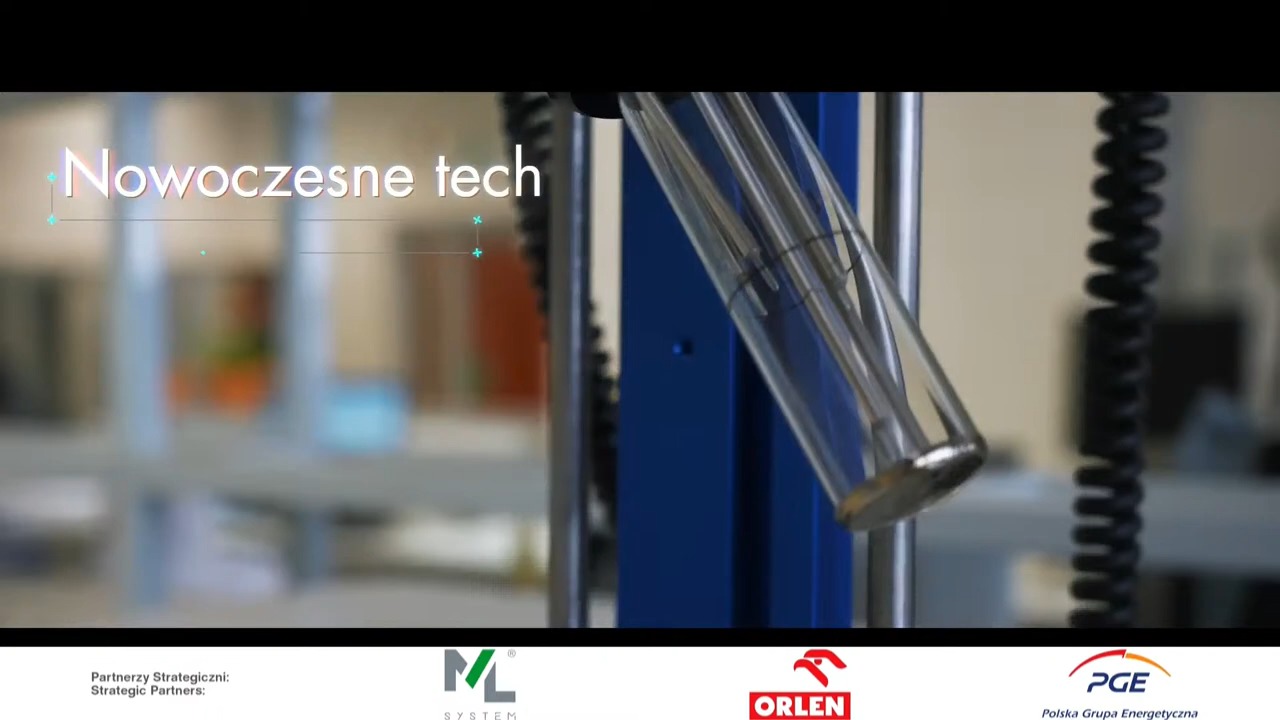 Nowoczesne tech
Partnerzy Strategiczni:
Strategic Partners:
ML
®
SYSTEM
ORLEN
PGE
Polska Grupa Energetyczna